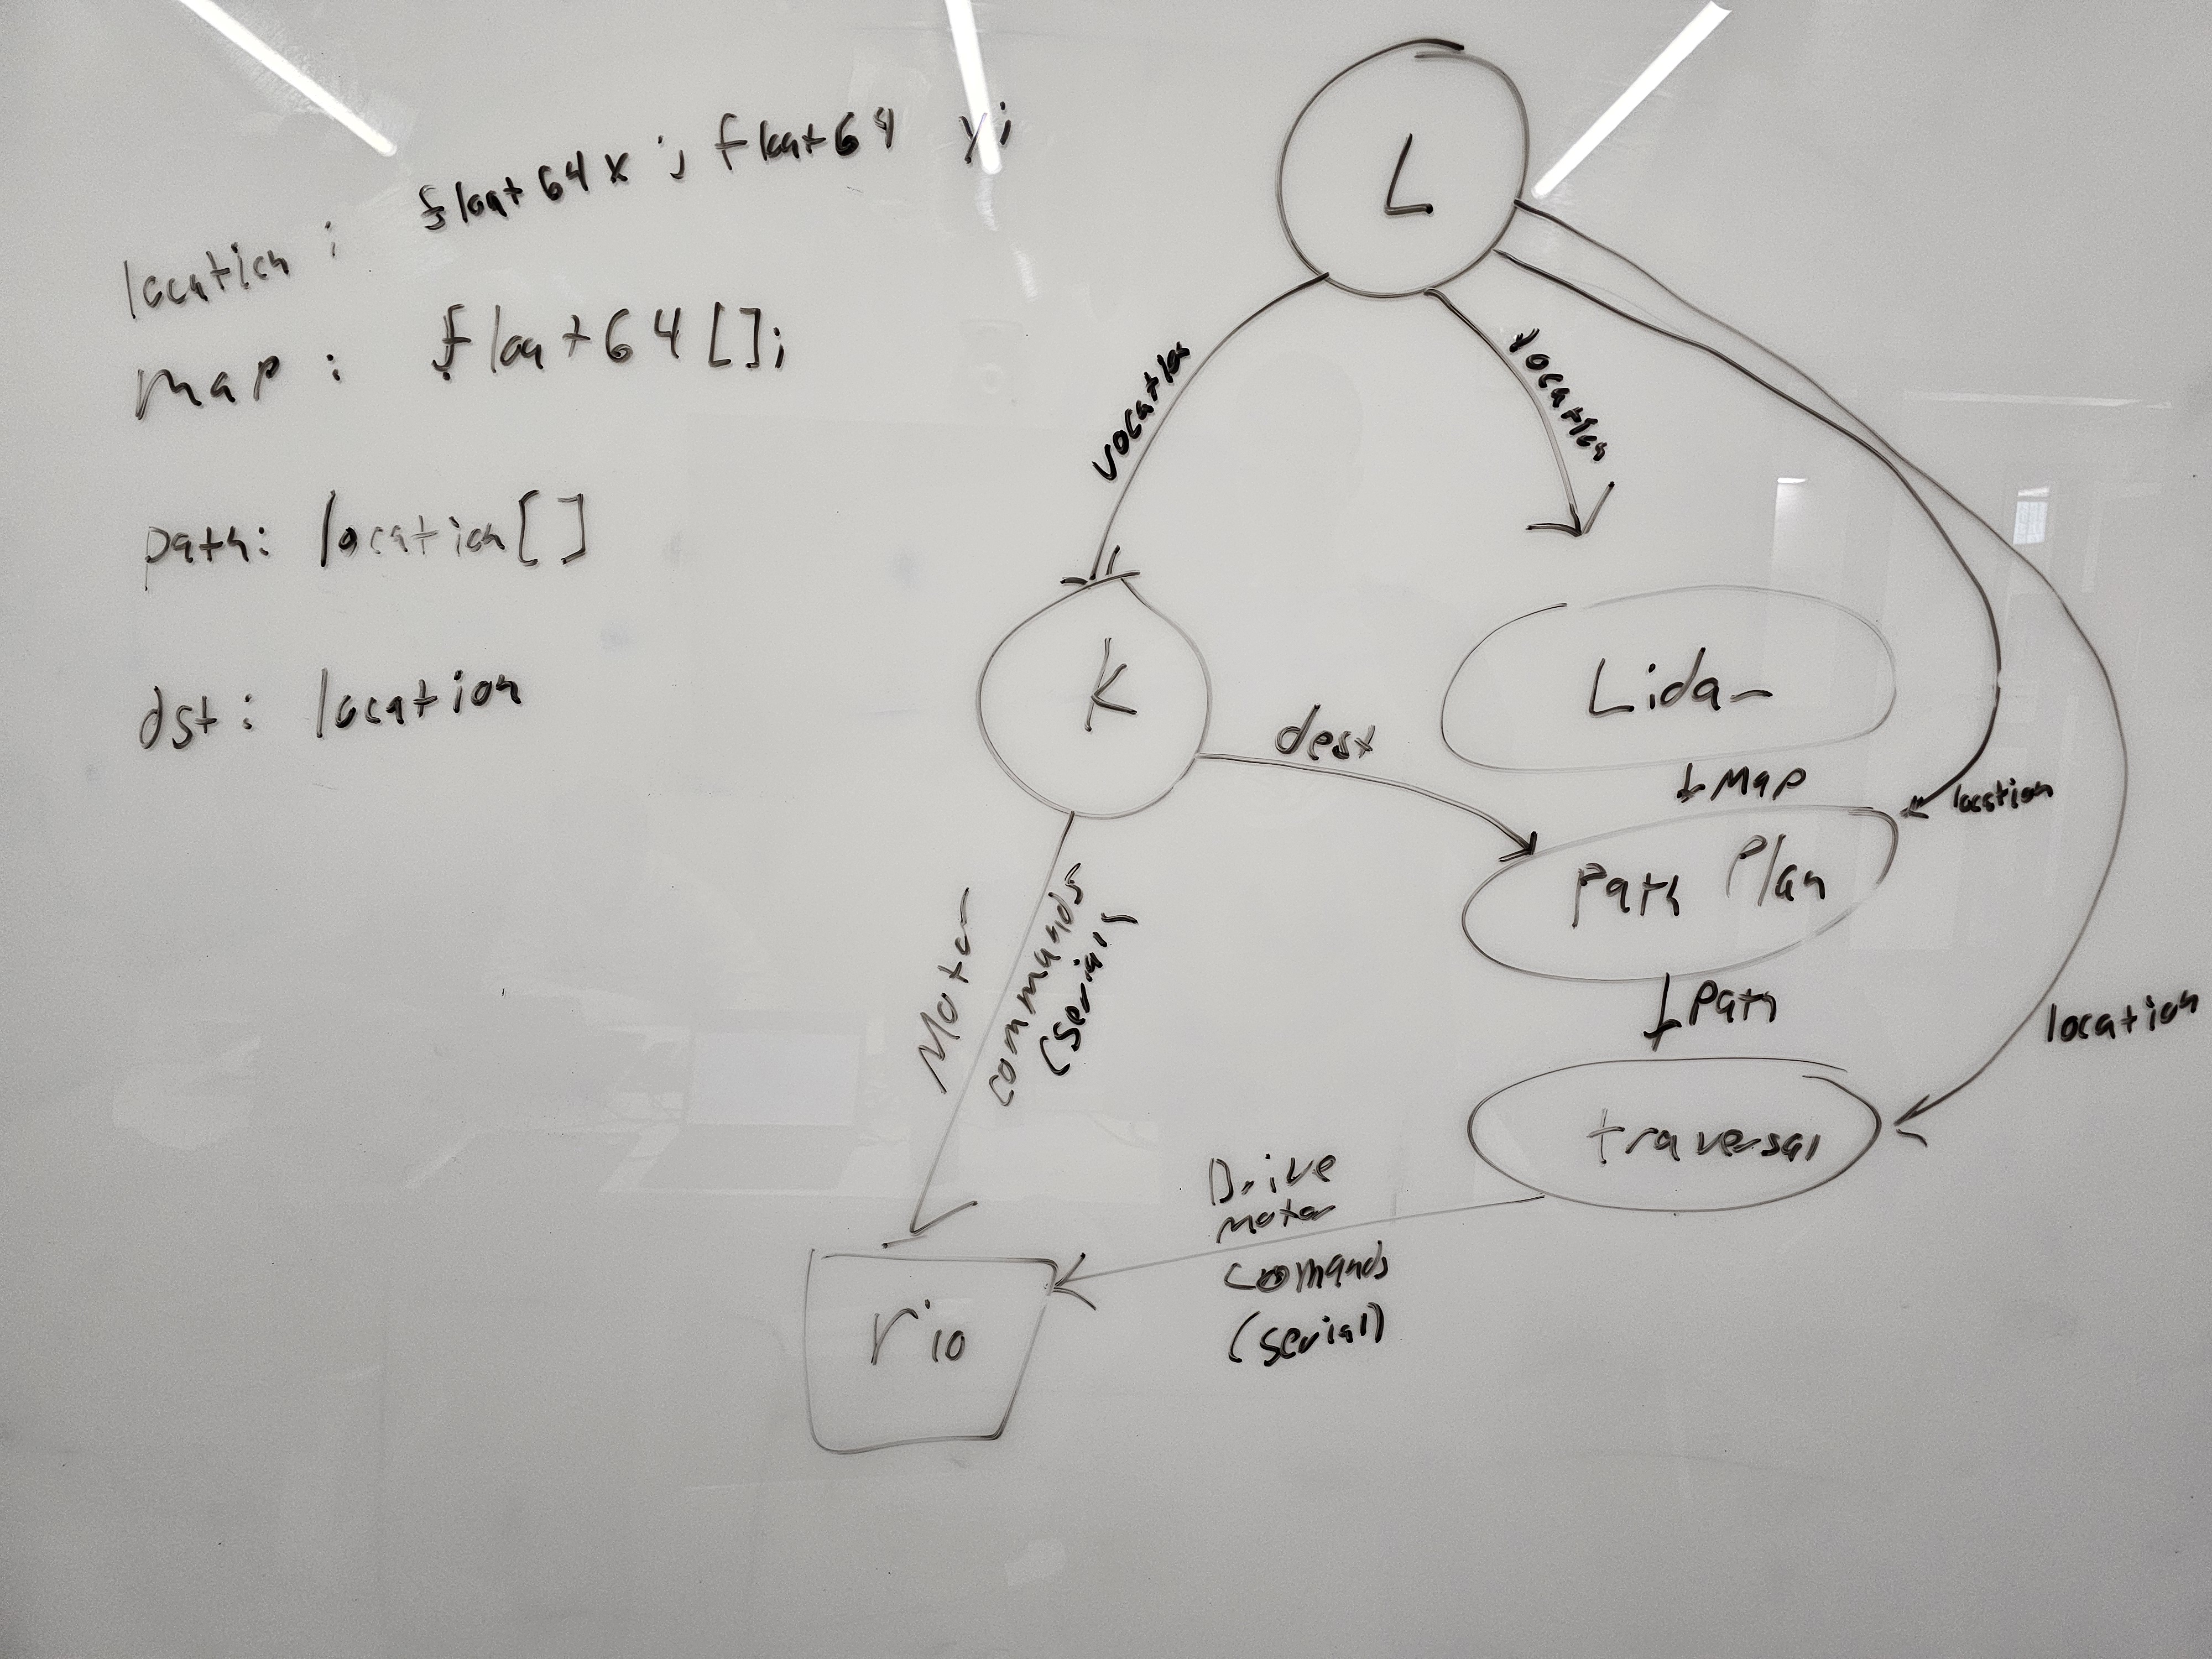 location : float64 x ; float64 y;
map : float64[];
path: location[]
dst: location
L
location
location
K
Lidar
dest
↓ Map
location
Path Plan
Motor
commands
(serial)
↓ Path
location
traversal
Drive
motor
comands
(serial)
rio